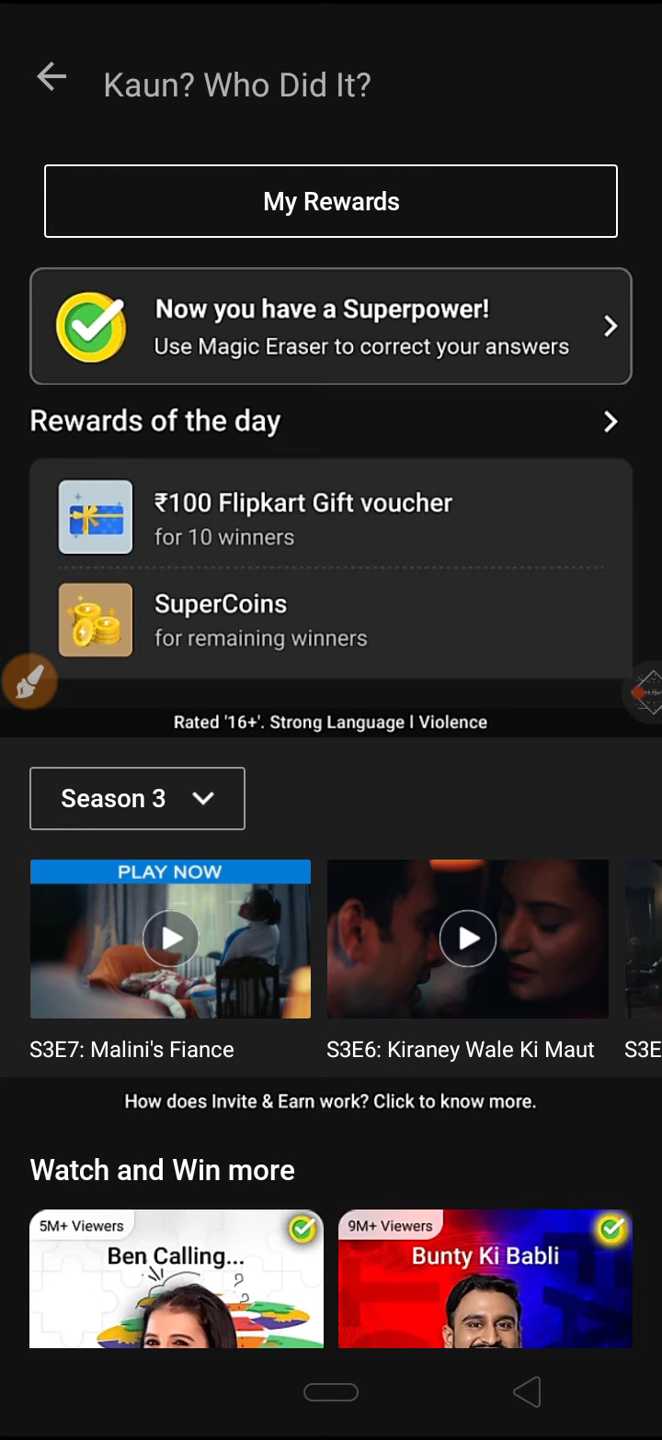 Kaun? Who Did It?
My Rewards
Now you have a Superpower!
Use Magic Eraser to correct your answers
Rewards of the day
₹100 Flipkart Gift voucher
for 10 winners
SuperCoins
for remaining winners
Rated '16+'. Strong Language l Violence
Season 3
PLAY NOW
S3E7: Malini's Fiance
S3E6: Kiraney Wale Ki Maut
S3E
How does Invite & Earn work? Click to know more.
Watch and Win more
5M+ Viewers
Ben Calling...
9M+ Viewers
Bunty Ki Babli